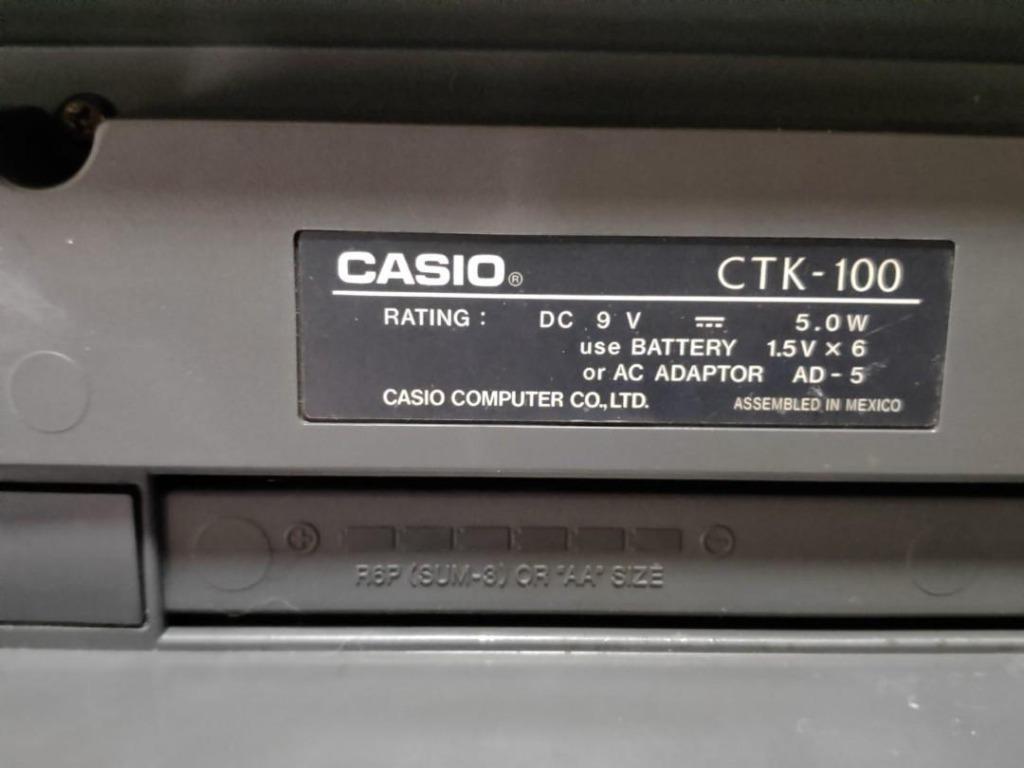 CASIO® CTK-100
RATING : DC 9 V ⎓ 5.0W
use BATTERY 1.5V × 6
or AC ADAPTOR AD-5
CASIO COMPUTER CO.,LTD. ASSEMBLED IN MEXICO
R6P (SUM-3) OR "AA" SIZE